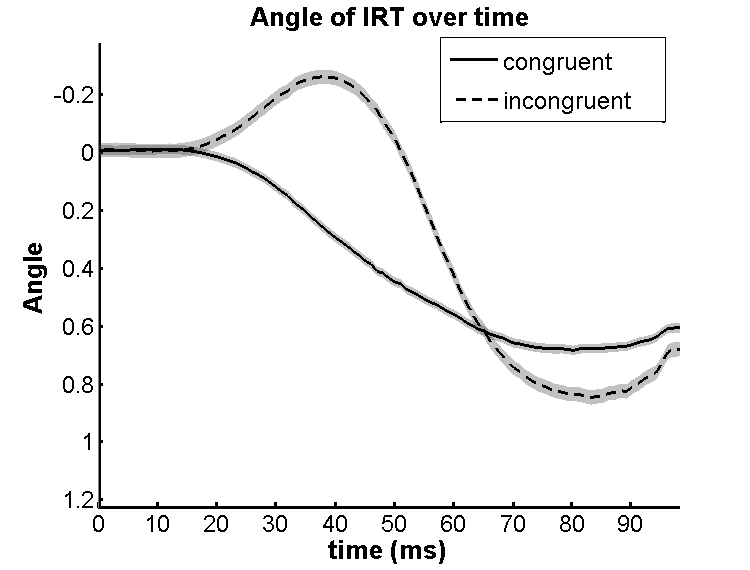 Angle of IRT over time
congruent
incongruent
Angle
-0.2
0
0.2
0.4
0.6
0.8
1
1.2
0 10 20 30 40 50 60 70 80 90
time (ms)